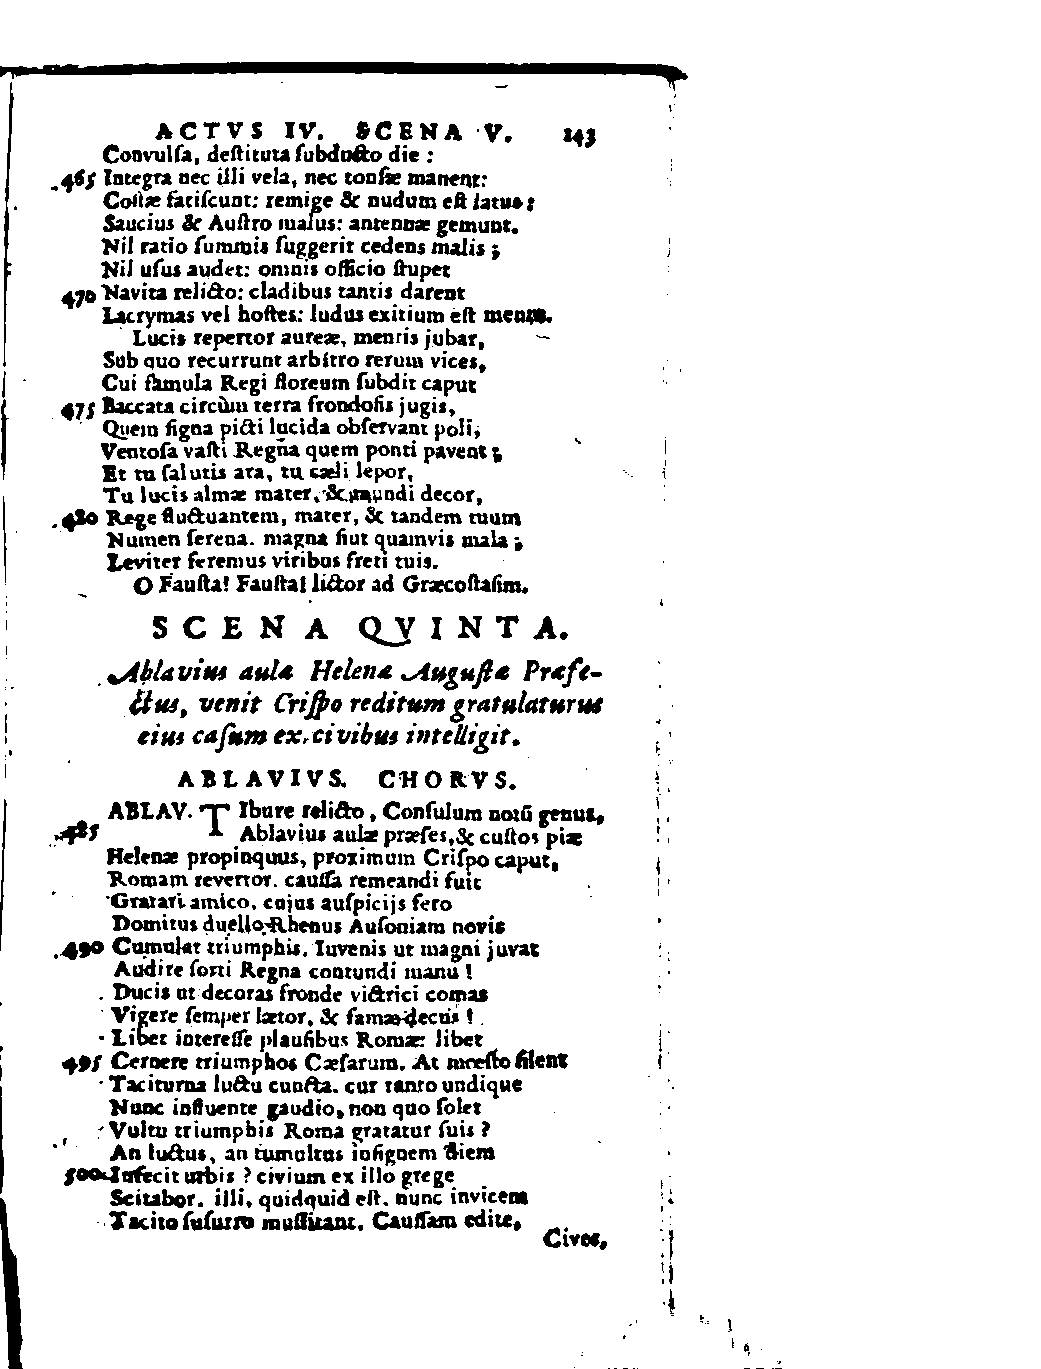 ACTVS IV. SCENA V. 143
Convulſa, deſtituta ſubducto die :
465 Integra nec illi vela, nec tonſæ manent:
Coſtæ fatiſcunt: remige & nudum eſt latus:
Saucius & Auſtro malus: antennæ gemunt.
Nil ratio ſummis ſuggerit cedens malis ;
Nil uſus audet: omnis officio ſtupet
470 Navita relicto: cladibus tantis darent
Lacrymas vel hoſtes: ludus exitium eſt
Lucis repertor aureæ, mentis jubar,
Sub quo recurrunt arbitro rerum vices,
Cui famula Regi floreum ſubdit caput
475 Baccata circùm terra frondoſis jugis,
Quem ſigna picti lucida obſervant poli,
Ventoſa vaſti Regna quem ponti pavent ;
Et tu ſalutis ara, tu cæli lepor,
Tu lucis almæ mater, & mundi decor,
480 Rege fluctuantem, mater, & tandem tuum
Numen ſerena. magna ſint quamvis mala ;
Leviter feremus viribus freti tuis.
O Fauſta! Fauſta! lictor ad Græcoſtaſim.
SCENA QVINTA.
Ablavius aulæ Helenæ Auguſtæ Præfe-
ctus, venit Criſpo reditum gratulaturus
eius caſum ex civibus intelligit.
ABLAVIVS. CHORVS.
ABLAV. TIbure relicto, Conſulum notū genus,
485 Ablavius aulæ præſes, & cuſtos piæ
Helenæ propinquus, proximum Criſpo caput,
Romam revertor. cauſſa remeandi fuit
Gratari amico, cujus auſpicijs fero
Domitus duello Rhenus Auſoniam novis
490 Cumulat triumphis. Iuvenis ut magni juvat
Audire forti Regna contundi manu !
Ducis ut decoras fronde victrici comas
Vigere ſemper lætor, & famæ decus !
Libet intereſſe plauſibus Romæ: libet
495 Cernere triumphos Cæſarum. At mœſto ſilent
Taciturna luctu cuncta. cur tanto undique
Nunc influente gaudio, non quo ſolet
Vultu triumphis Roma gratatur ſuis ?
An luctus, an tumultus inſignem diem
500 Infecit urbis ? civium ex illo grege
Scitabor. illi, quidquid eſt, nunc invicem
Tacito ſuſurro muſſitant. Cauſſam edite,
Cives,